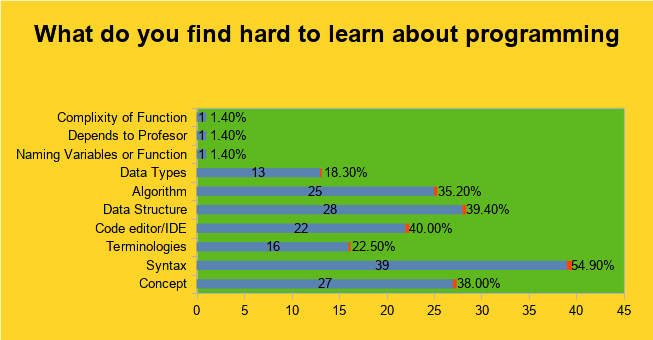 What do you find hard to learn about programming
Complixity of Function 1 1.40%
Depends to Profesor 1 1.40%
Naming Variables or Function 1 1.40%
Data Types 13 18.30%
Algorithm 25 35.20%
Data Structure 28 39.40%
Code editor/IDE 22 40.00%
Terminologies 16 22.50%
Syntax 39 54.90%
Concept 27 38.00%
0 5 10 15 20 25 30 35 40 45